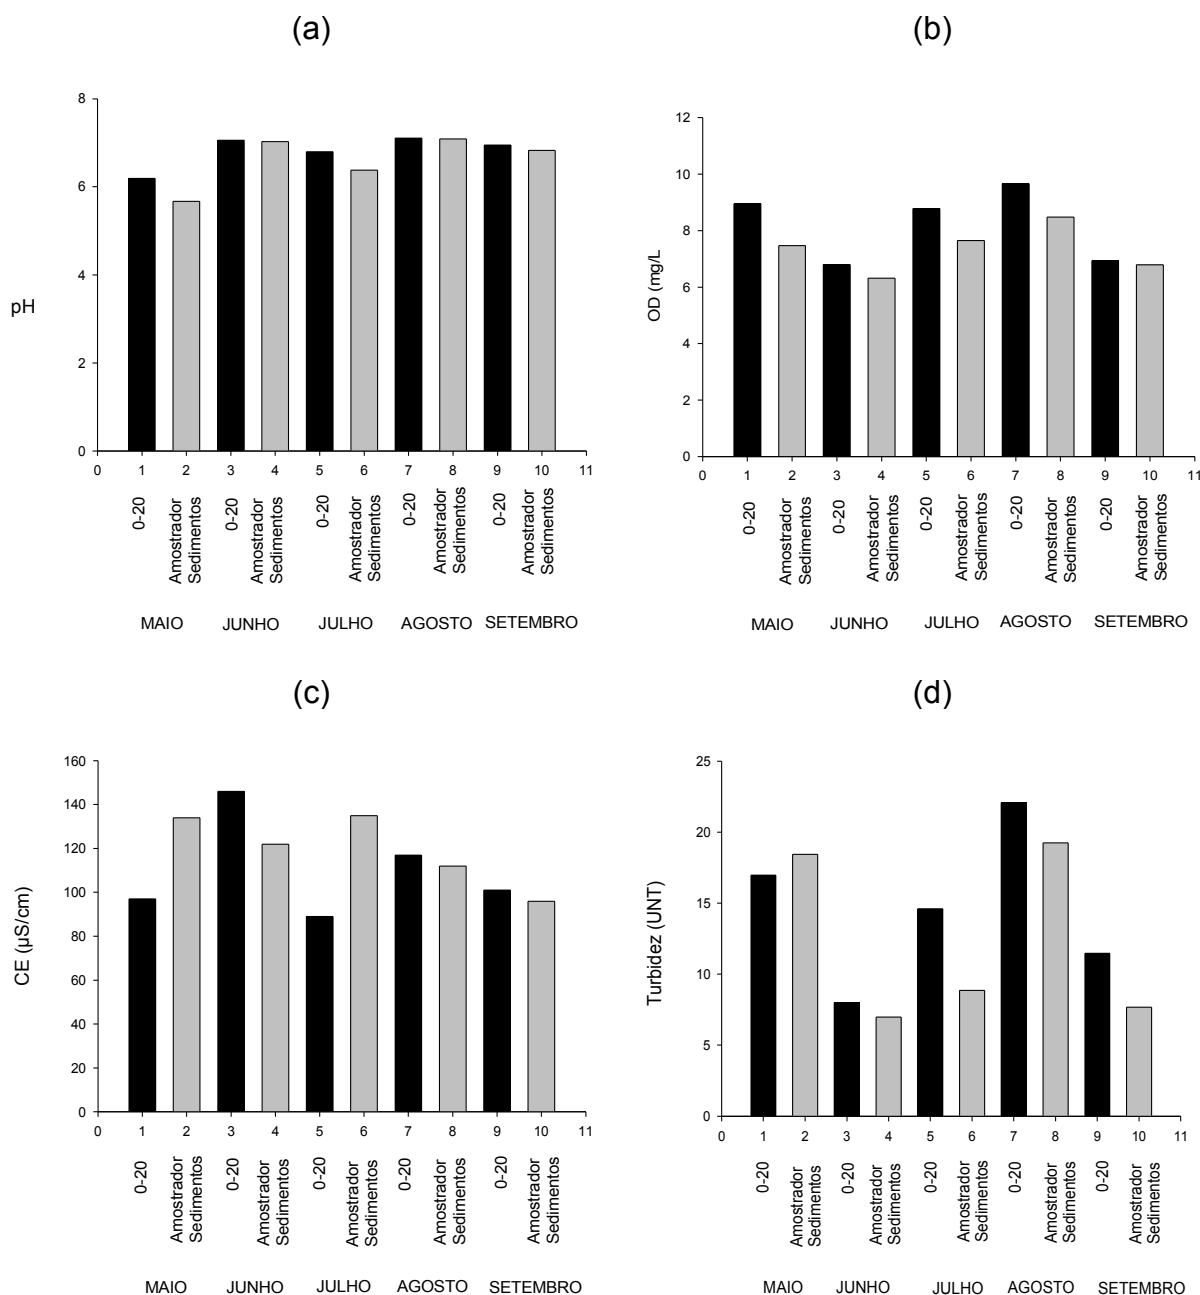 (a)
pH
8
6
4
2
0
0 1 2 3 4 5 6 7 8 9 10 11
0-20
Amostrador
Sedimentos
0-20
Amostrador
Sedimentos
0-20
Amostrador
Sedimentos
0-20
Amostrador
Sedimentos
0-20
Amostrador
Sedimentos
MAIO JUNHO JULHO AGOSTO SETEMBRO
(b)
OD (mg/L
12
10
8
6
4
2
0
0 1 2 3 4 5 6 7 8 9 10 11
0-20
Amostrador
Sedimentos
0-20
Amostrador
Sedimentos
0-20
Amostrador
Sedimentos
0-20
Amostrador
Sedimentos
0-20
Amostrador
Sedimentos
MAIO JUNHO JULHO AGOSTO SETEMBRO
(c)
CE (µS/cm)
160
140
120
100
80
60
40
20
0
0 1 2 3 4 5 6 7 8 9 10 11
0-20
Amostrador
Sedimentos
0-20
Amostrador
Sedimentos
0-20
Amostrador
Sedimentos
0-20
Amostrador
Sedimentos
0-20
Amostrador
Sedimentos
MAIO JUNHO JULHO AGOSTO SETEMBRO
(d)
Turbidez (UNT)
25
20
15
10
5
0
0 1 2 3 4 5 6 7 8 9 10 11
0-20
Amostrador
Sedimentos
0-20
Amostrador
Sedimentos
0-20
Amostrador
Sedimentos
0-20
Amostrador
Sedimentos
0-20
Amostrador
Sedimentos
MAIO JUNHO JULHO AGOSTO SETEMBRO